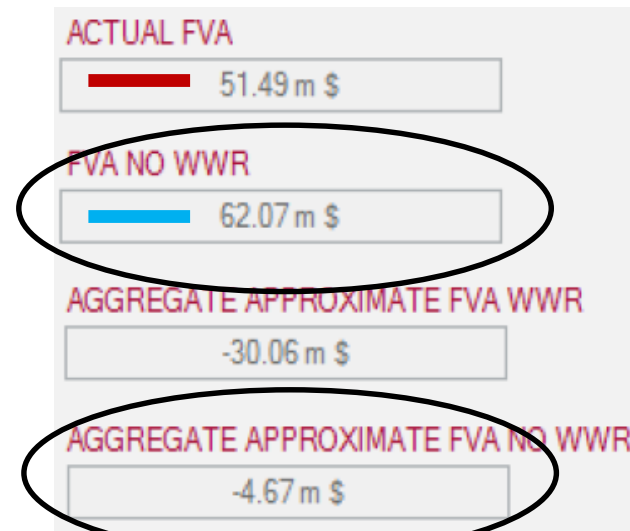 ACTUAL FVA
51.49 m $
FVA NO WWR
62.07 m $
AGGREGATE APPROXIMATE FVA WWR
-30.06 m $
AGGREGATE APPROXIMATE FVA NO WWR
-4.67 m $